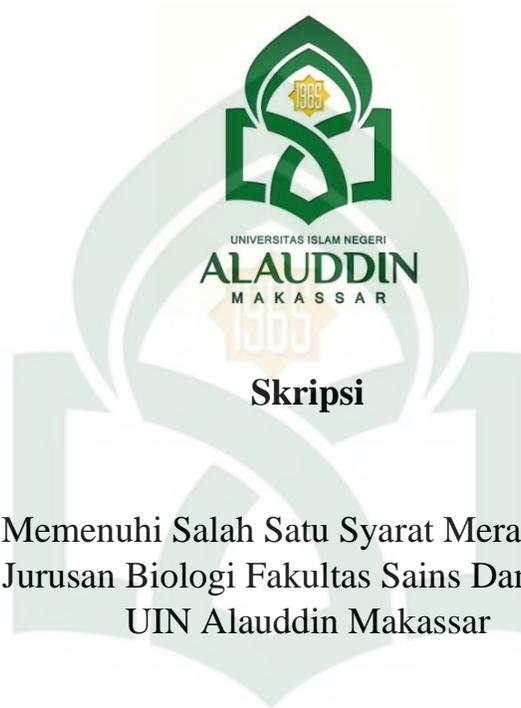 1965
UNIVERSITAS ISLAM NEGERI
ALAUDDIN
MAKASSAR
1965
Skripsi
Memenuhi Salah Satu Syarat Mera
Jurusan Biologi Fakultas Sains Dan
UIN Alauddin Makassar